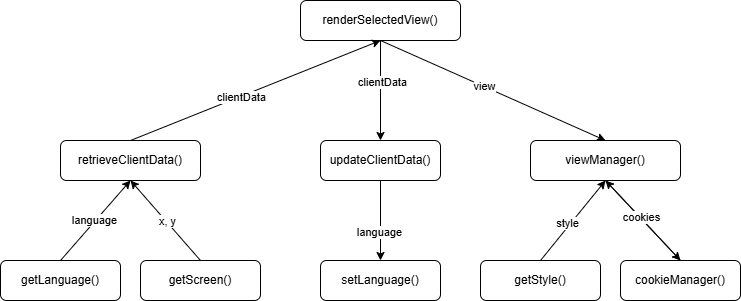 renderSelectedView()
clientData
clientData
view
retrieveClientData()
updateClientData()
viewManager()
language
x, y
language
style
cookies
getLanguage()
getScreen()
setLanguage()
getStyle()
cookieManager()